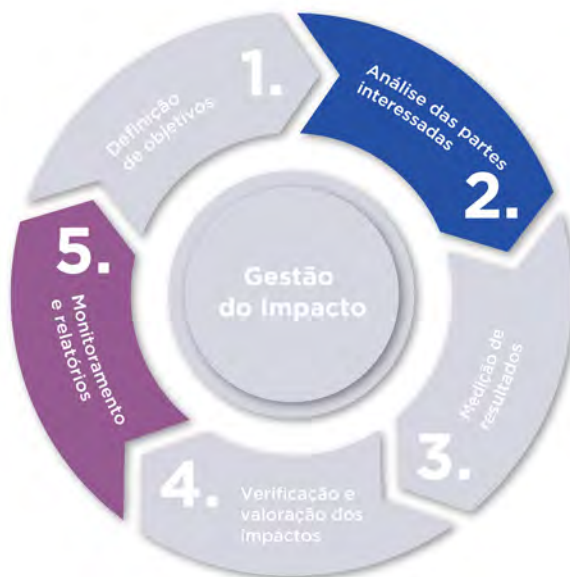 1.
Definição
de objetivos
Análise das partes
interessadas
2.
3.
Medição de
resultados
4.
Verificação e
valoração dos
impactos
5.
Monitoramento
e relatórios
Gestão
do Impacto